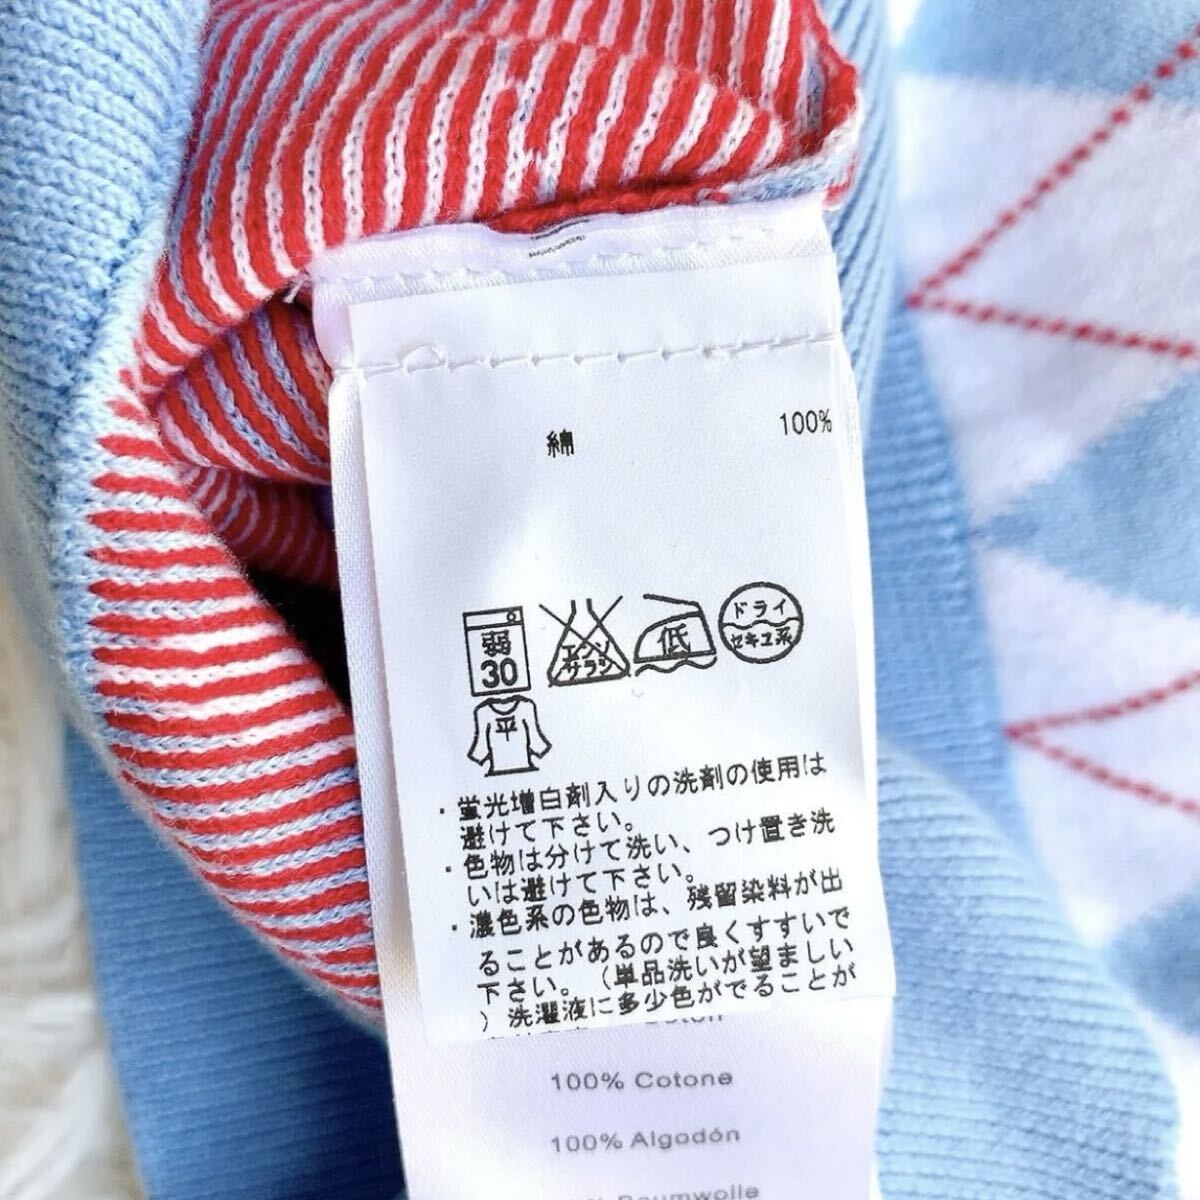 綿 100%
弱 エンソ 低 ドライ
30 サラシ セキユ系
平
・蛍光増白剤入りの洗剤の使用は
避けて下さい。
・色物は分けて洗い、つけ置き洗
いは避けて下さい。
・濃色系の色物は、残留染料が出
ることがあるので良くすすいで
下さい。(単品洗いが望ましい
)洗濯液に多少色がでることが
100% Cotone
100% Algodón
Baumwolle